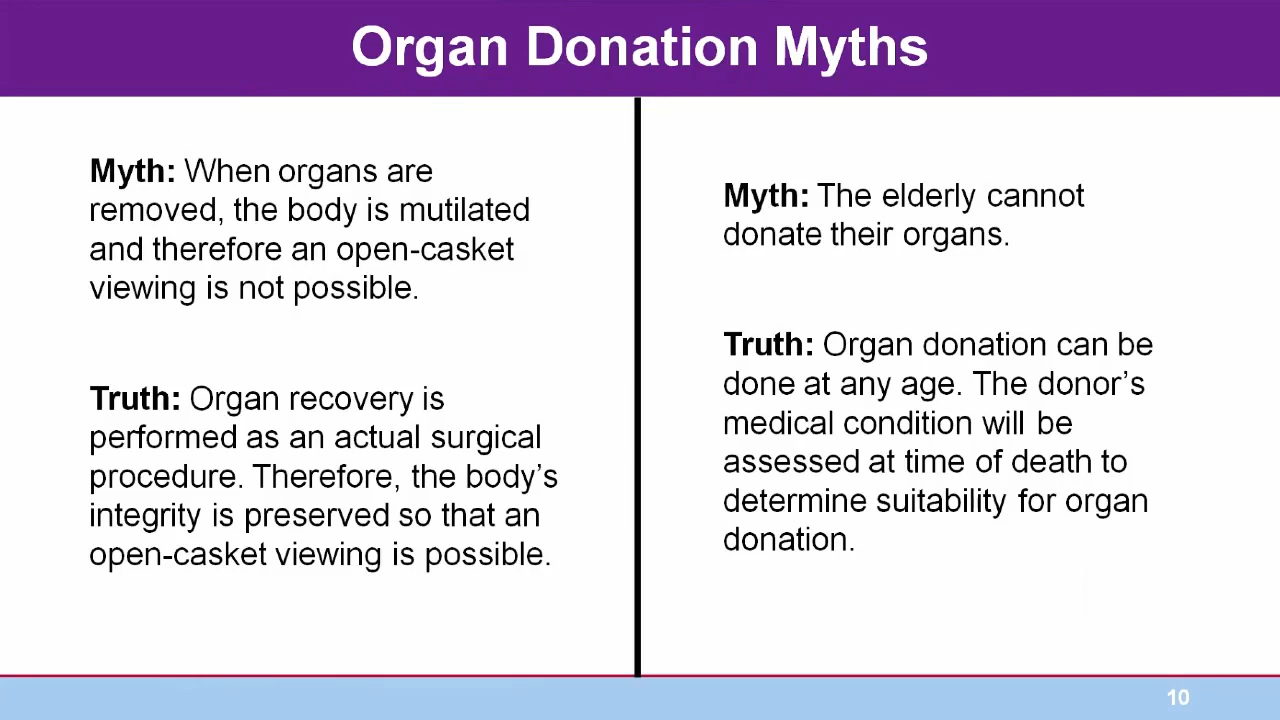 Organ Donation Myths
Myth: When organs are
removed, the body is mutilated
and therefore an open-casket
viewing is not possible.
Truth: Organ recovery is
performed as an actual surgical
procedure. Therefore, the body’s
integrity is preserved so that an
open-casket viewing is possible.
Myth: The elderly cannot
donate their organs.
Truth: Organ donation can be
done at any age. The donor’s
medical condition will be
assessed at time of death to
determine suitability for organ
donation.
10